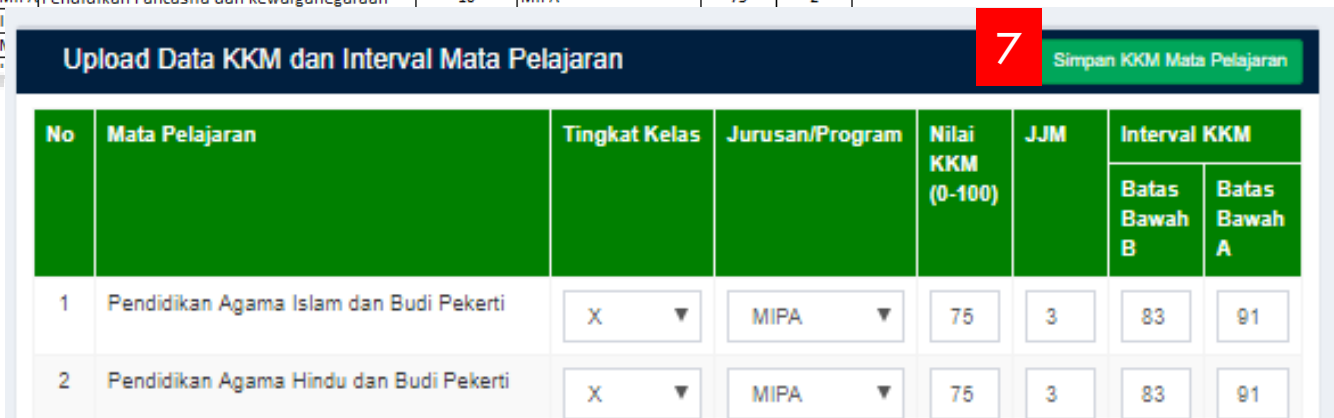 Upload Data KKM dan Interval Mata Pelajaran
7
Simpan KKM Mata Pelajaran
No Mata Pelajaran Tingkat Kelas Jurusan/Program Nilai KKM (0-100) JJM Interval KKM
Batas Bawah B Batas Bawah A
1 Pendidikan Agama Islam dan Budi Pekerti X MIPA 75 3 83 91
2 Pendidikan Agama Hindu dan Budi Pekerti X MIPA 75 3 83 91